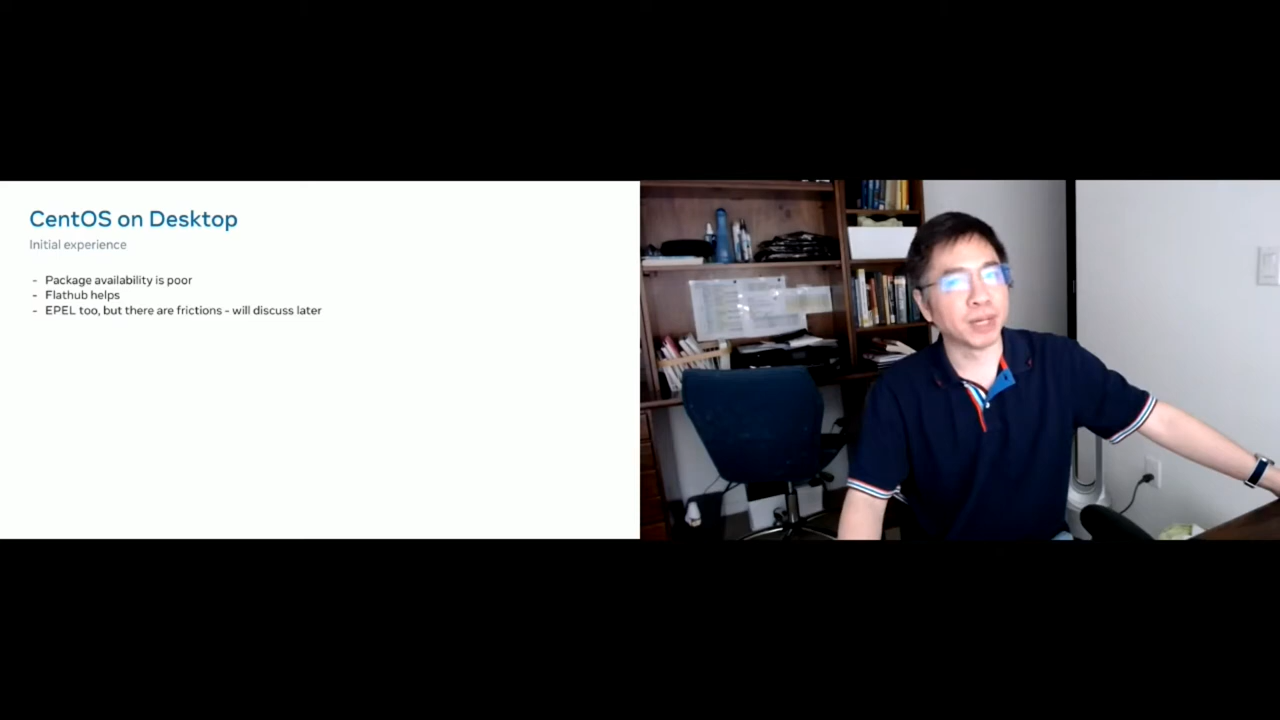 CentOS on Desktop
Initial experience
- Package availability is poor
- Flathub helps
- EPEL too, but there are frictions - will discuss later